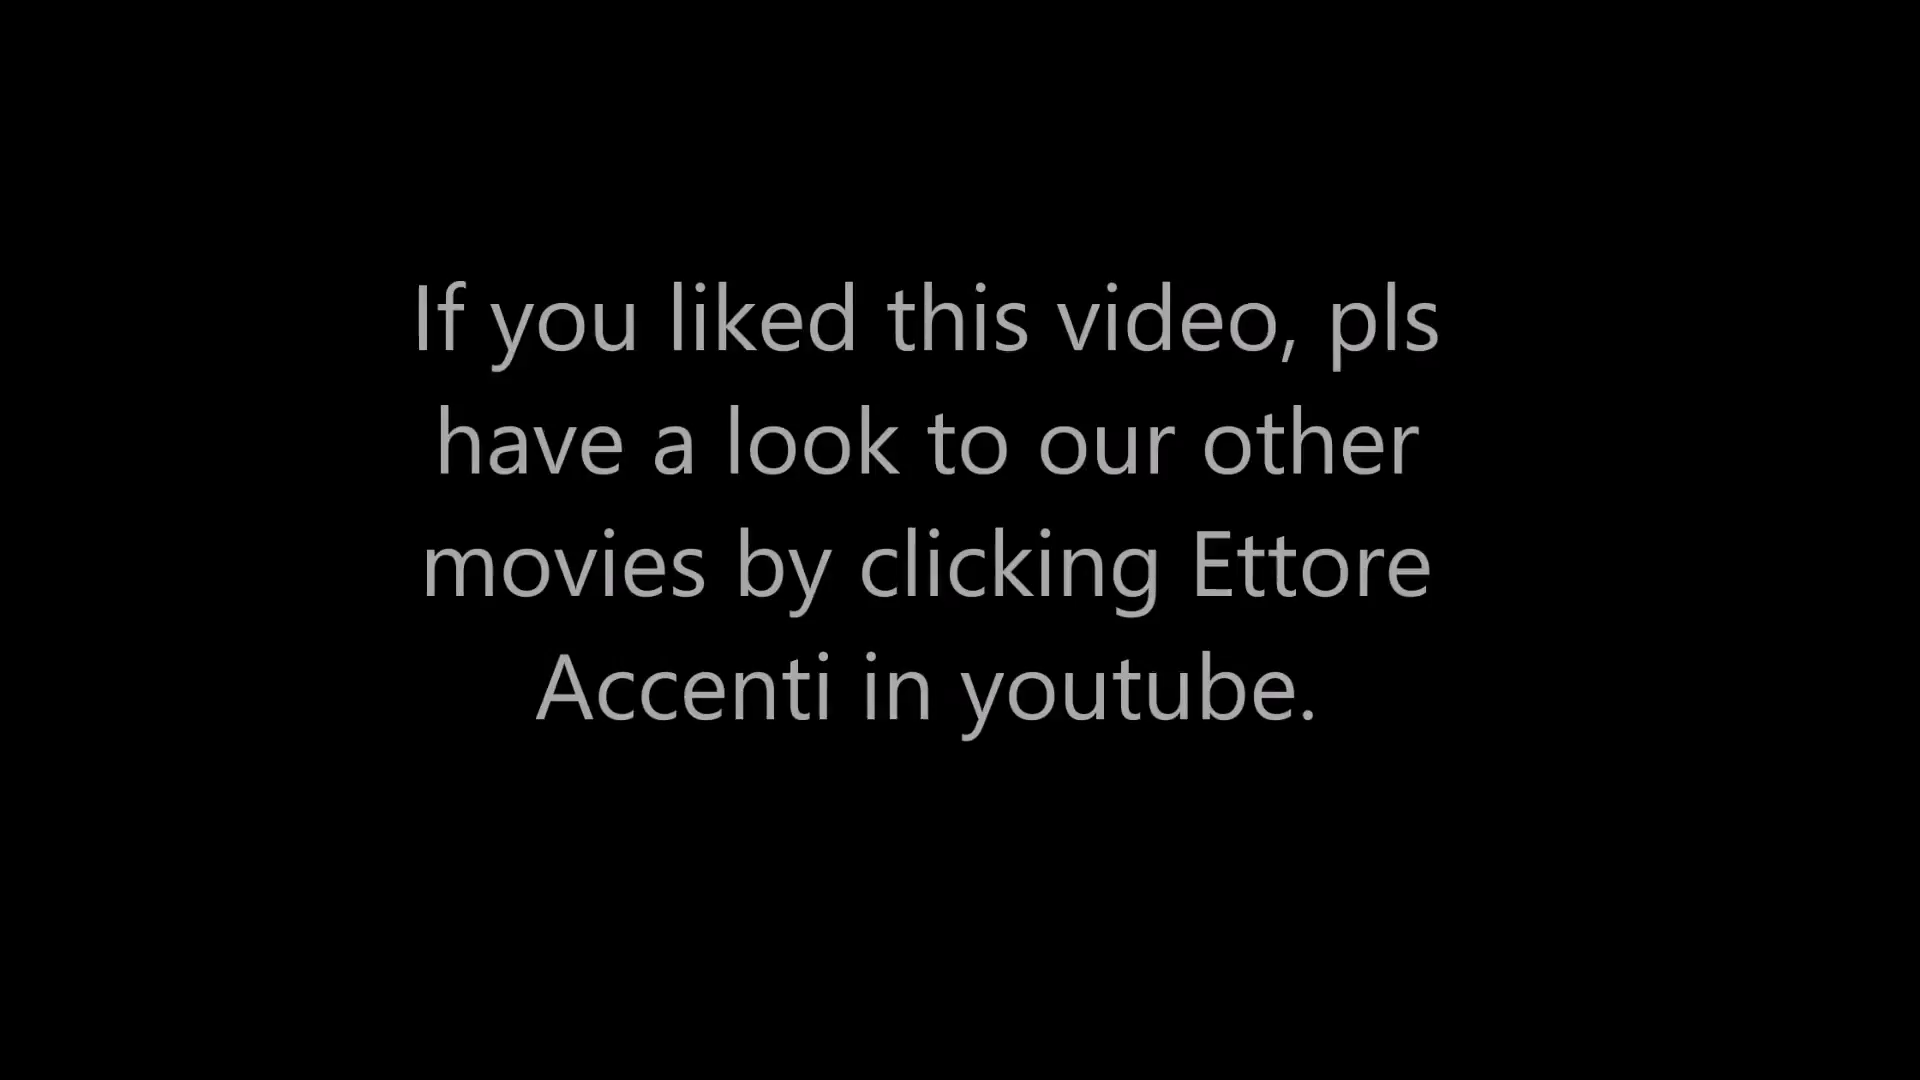 If you liked this video, pls
have a look to our other
movies by clicking Ettore
Accenti in youtube.